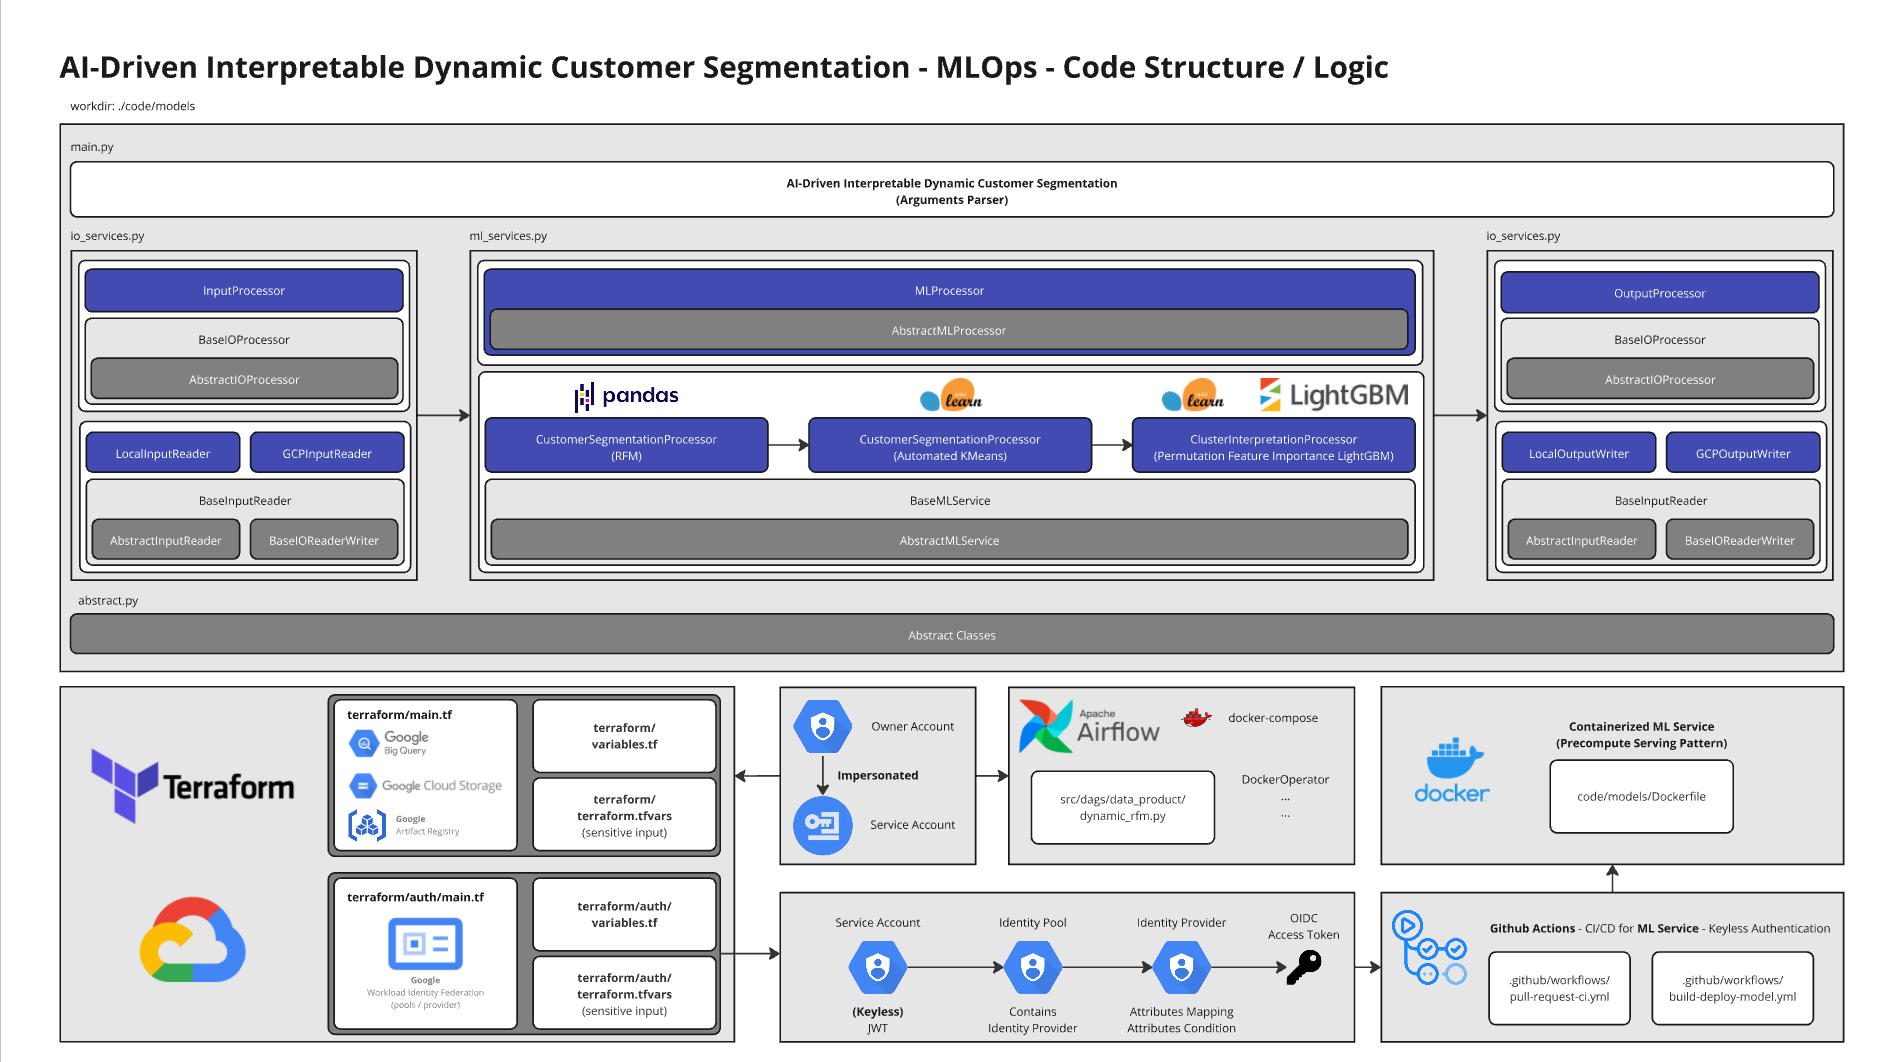 AI-Driven Interpretable Dynamic Customer Segmentation - MLOps - Code Structure / Logic
workdir: ./code/models
main.py
AI-Driven Interpretable Dynamic Customer Segmentation
(Arguments Parser)
io_services.py
InputProcessor
BaseIOProcessor
AbstractIOProcessor
LocalInputReader
GCPInputReader
BaseInputReader
AbstractInputReader
BaseIOReaderWriter
ml_services.py
MLProcessor
AbstractMLProcessor
pandas
learn
learn
LightGBM
CustomerSegmentationProcessor
(RFM)
CustomerSegmentationProcessor
(Automated KMeans)
ClusterInterpretationProcessor
(Permutation Feature Importance LightGBM)
BaseMLService
AbstractMLService
io_services.py
OutputProcessor
BaseIOProcessor
AbstractIOProcessor
LocalOutputWriter
GCPOutputWriter
BaseInputReader
AbstractInputReader
BaseIOReaderWriter
abstract.py
Abstract Classes
Terraform
terraform/main.tf
Google
Big Query
Google Cloud Storage
Google
Artifact Registry
terraform/
variables.tf
terraform/
terraform.tfvars
(sensitive input)
terraform/auth/main.tf
Google
Workload Identity Federation
(pools / provider)
terraform/auth/
variables.tf
terraform/auth/
terraform.tfvars
(sensitive input)
Owner Account
Impersonated
Service Account
Apache
Airflow
docker-compose
src/dags/data_product/
dynamic_rfm.py
DockerOperator
...
...
docker
Containerized ML Service
(Precompute Serving Pattern)
code/models/Dockerfile
Service Account
(Keyless)
JWT
Identity Pool
Contains
Identity Provider
Identity Provider
Attributes Mapping
Attributes Condition
OIDC
Access Token
Github Actions - CI/CD for ML Service - Keyless Authentication
.github/workflows/
pull-request-ci.yml
.github/workflows/
build-deploy-model.yml